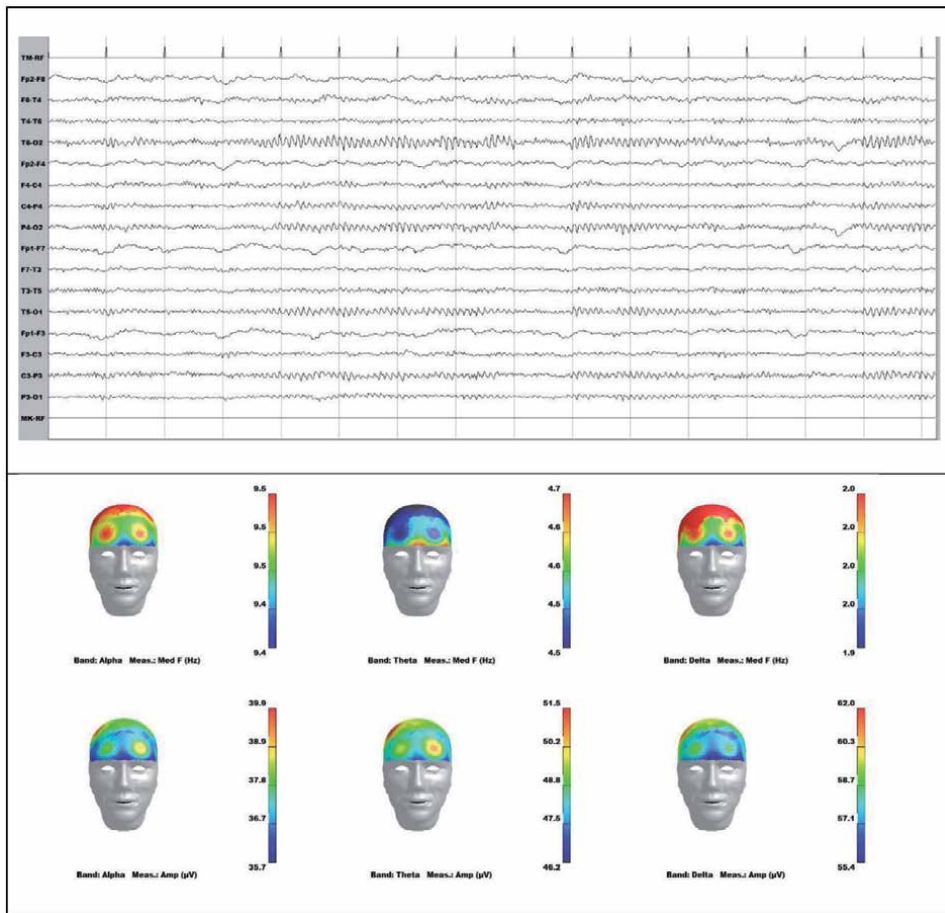 TM-RF
Fp2-F8
F8-T4
T4-T6
T6-O2
Fp2-F4
F4-C4
C4-P4
P4-O2
Fp1-F7
F7-T3
T3-T5
T5-O1
Fp1-F3
F3-C3
C3-P3
P3-O1
MK-RF
9.5
9.5
9.5
9.4
9.4
Band: Alpha Meas.: Med F (Hz)
4.7
4.6
4.6
4.5
4.5
Band: Theta Meas.: Med F (Hz)
2.0
2.0
2.0
2.0
1.9
Band: Delta Meas.: Med F (Hz)
39.9
38.9
37.8
36.7
35.7
Band: Alpha Meas.: Amp (µV)
51.5
50.2
48.8
47.5
46.2
Band: Theta Meas.: Amp (µV)
62.0
60.3
58.7
57.1
55.4
Band: Delta Meas.: Amp (µV)